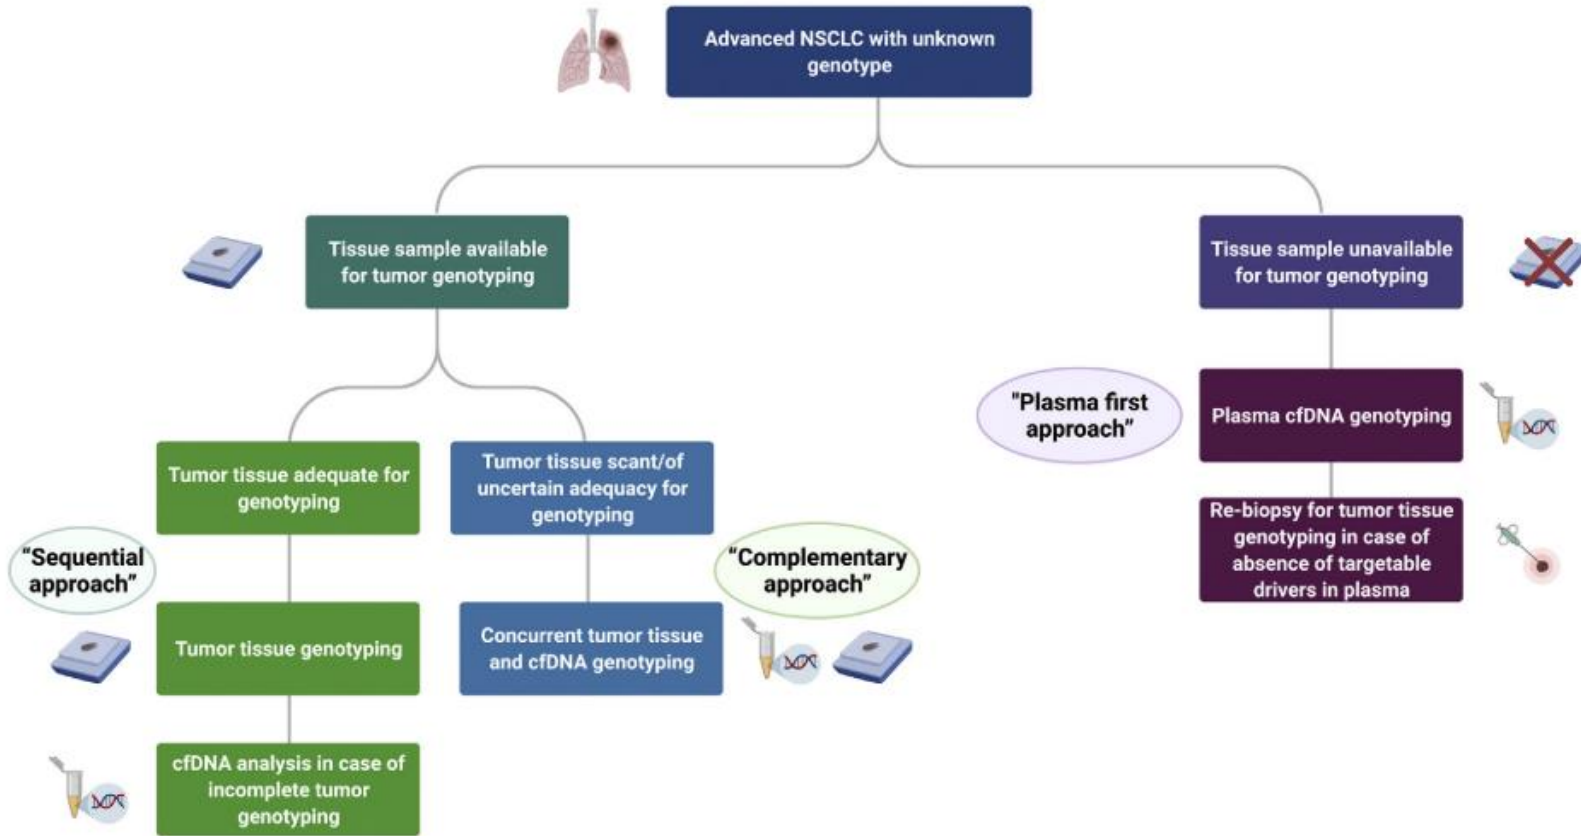 Advanced NSCLC with unknown
genotype
Tissue sample available
for tumor genotyping
Tissue sample unavailable
for tumor genotyping
"Plasma first
approach"
Plasma cfDNA genotyping
Tumor tissue adequate for
genotyping
Tumor tissue scant/of
uncertain adequacy for
genotyping
Re-biopsy for tumor tissue
genotyping in case of
absence of targetable
drivers in plasma
"Sequential
approach"
"Complementary
approach"
Tumor tissue genotyping
Concurrent tumor tissue
and cfDNA genotyping
cfDNA analysis in case of
incomplete tumor
genotyping